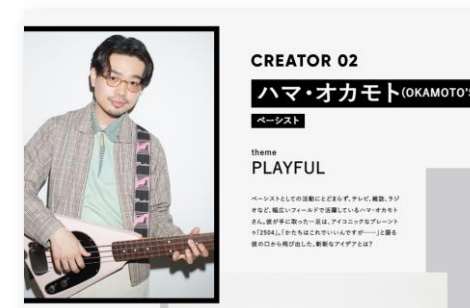 CREATOR 02
ハマ・オカモト(OKAMOTO'S
ベーシスト
theme
PLAYFUL
ベーシストとしての活動にとどまらず、テレビ、雑誌、ラジ
オなど、幅広いフィールドで活躍しているハマ・オカモト
さん。彼が手に取った一足は、アイコニックなプレーント
ゥ「2504」。「かたちはこれでいいんですが――」と語る
彼の口から飛び出した、斬新なアイデアとは?